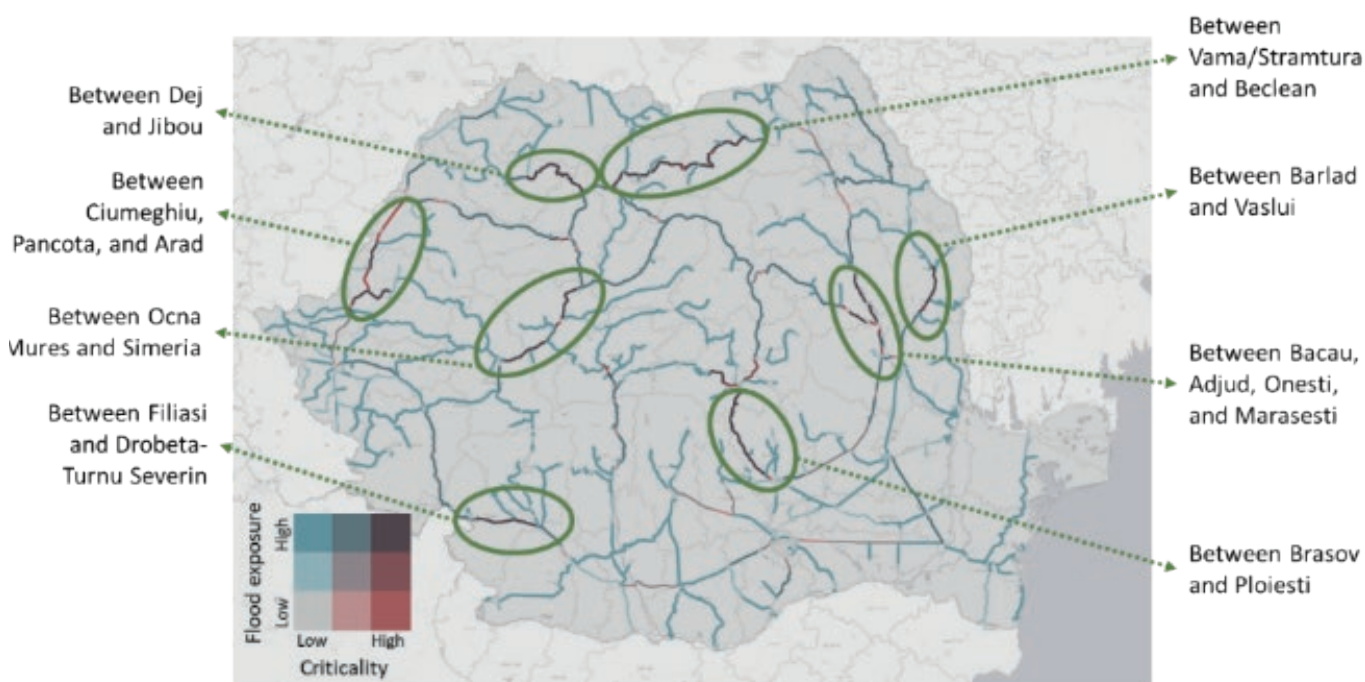 Between Dej
and Jibou
Between
Ciumeghiu,
Pancota, and Arad
Between Ocna
Mures and Simeria
Between Filiasi
and Drobeta-
Turnu Severin
Flood exposure
High
Low
Low
High
Criticality
Between
Vama/Stramtura
and Beclean
Between Barlad
and Vaslui
Between Bacau,
Adjud, Onesti,
and Marasesti
Between Brasov
and Ploiesti